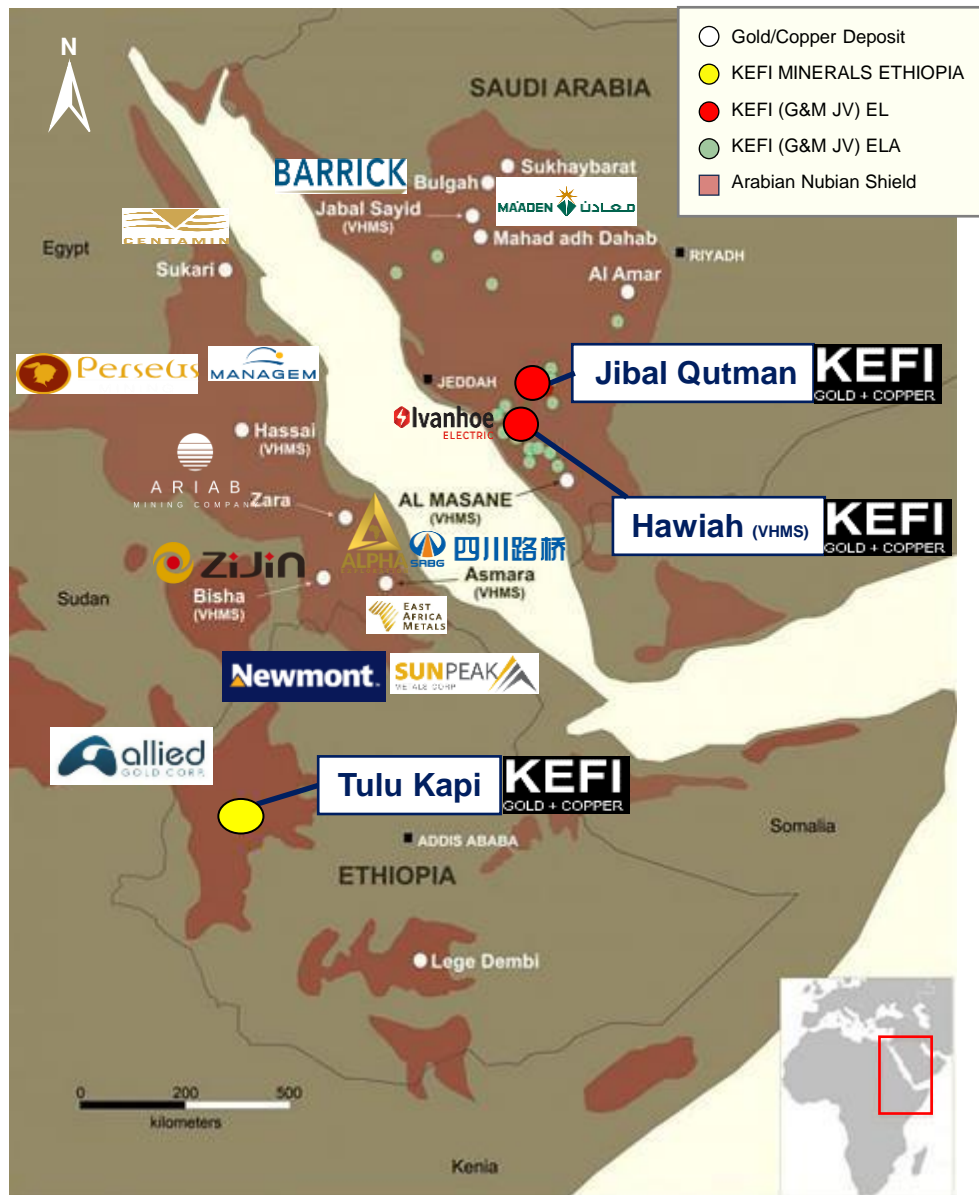 N
Gold/Copper Deposit
KEFI MINERALS ETHIOPIA
KEFI (G&M JV) EL
KEFI (G&M JV) ELA
Arabian Nubian Shield
SAUDI ARABIA
BARRICK
Sukhaybarat
Bulgah
MA'ADEN معادن
Jabal Sayid
(VHMS)
Mahad adh Dahab
CENTAMIN
Egypt
RIYADH
Sukari
Al Amar
Perseus
MANAGEM
JEDDAH
Jibal Qutman
KEFI
GOLD + COPPER
Ivanhoe
ELECTRIC
Hassai
(VHMS)
ARIAB
MINING COMPANY
Zara
AL MASANE
(VHMS)
Hawiah (VHMS)
KEFI
GOLD + COPPER
ALPHA
SRBG 四川路桥
ZiJin
Asmara
(VHMS)
Bisha
(VHMS)
Sudan
EAST
AFRICA
METALS
Newmont.
SUNPEAK
METALS CORP
allied
GOLD CORP.
Tulu Kapi
KEFI
GOLD + COPPER
ADDIS ABABA
Somalia
ETHIOPIA
Lege Dembi
0 200 500
kilometers
Kenia